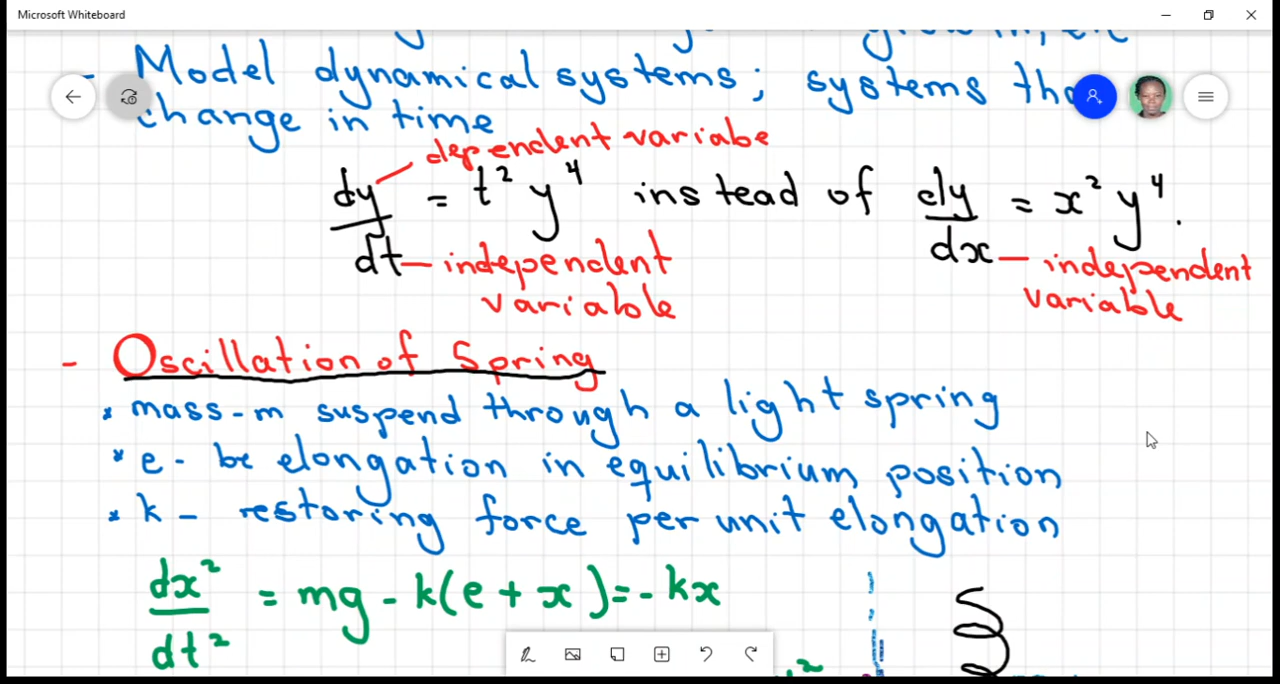 Microsoft Whiteboard
- Model dynamical systems; systems tha
change in time
dependent variabe
dy/dt = t² y⁴ instead of dy/dx = x² y⁴.
independent variable
independent variable
- Oscillation of Spring
* mass-m suspend through a light spring
* e - be elongation in equilibrium position
* k - restoring force per unit elongation
dx²/dt² = mg - k(e + x) = - kx